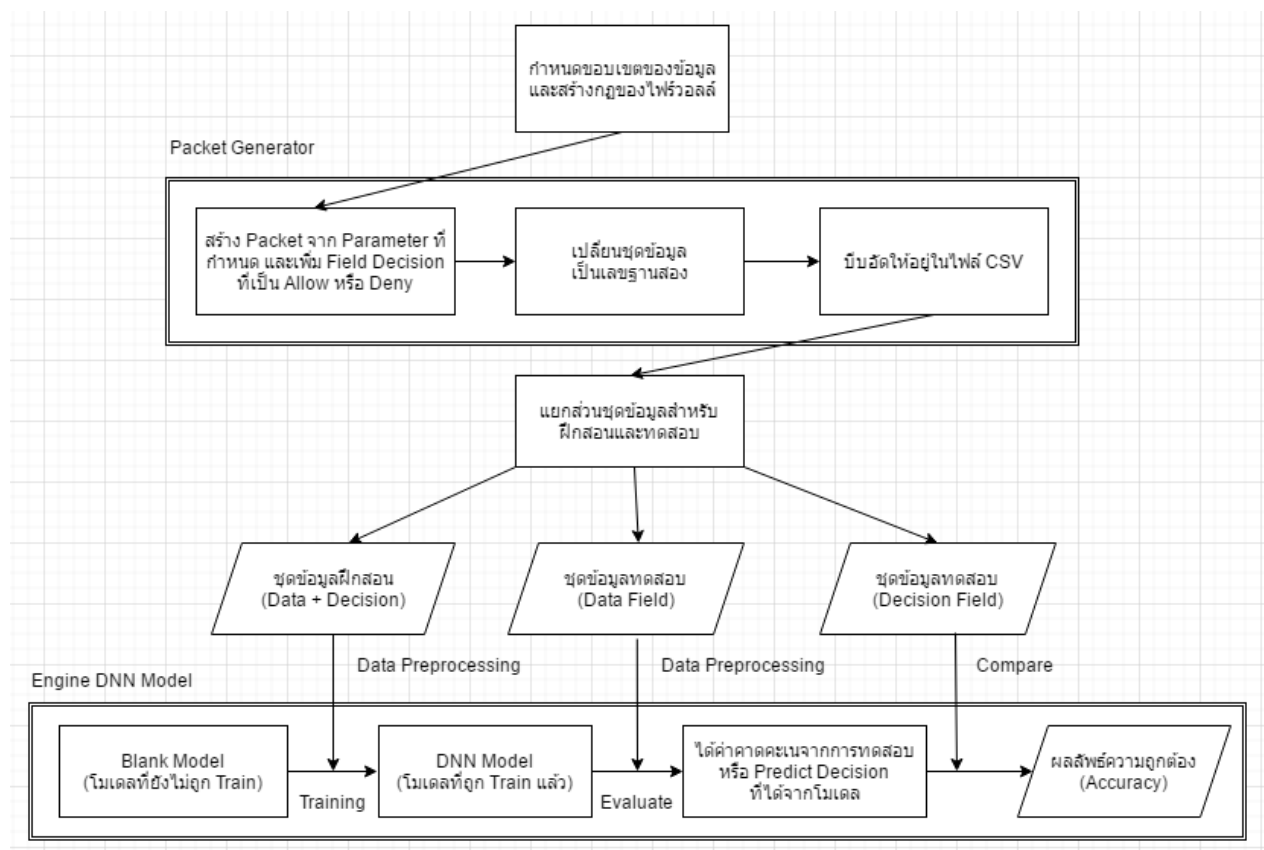 กำหนดขอบเขตของข้อมูล
และสร้างกฏของไฟร์วอลล์
Packet Generator
สร้าง Packet จาก Parameter ที่
กำหนด และเพิ่ม Field Decision
ที่เป็น Allow หรือ Deny
เปลี่ยนชุดข้อมูล
เป็นเลขฐานสอง
บีบอัดให้อยู่ในไฟล์ CSV
แยกส่วนชุดข้อมูลสำหรับ
ฝึกสอนและทดสอบ
ชุดข้อมูลฝึกสอน
(Data + Decision)
ชุดข้อมูลทดสอบ
(Data Field)
ชุดข้อมูลทดสอบ
(Decision Field)
Data Preprocessing
Data Preprocessing
Compare
Engine DNN Model
Blank Model
(โมเดลที่ยังไม่ถูก Train)
Training
DNN Model
(โมเดลที่ถูก Train แล้ว)
Evaluate
ได้ค่าคาดคะเนจากการทดสอบ
หรือ Predict Decision
ที่ได้จากโมเดล
ผลลัพธ์ความถูกต้อง
(Accuracy)